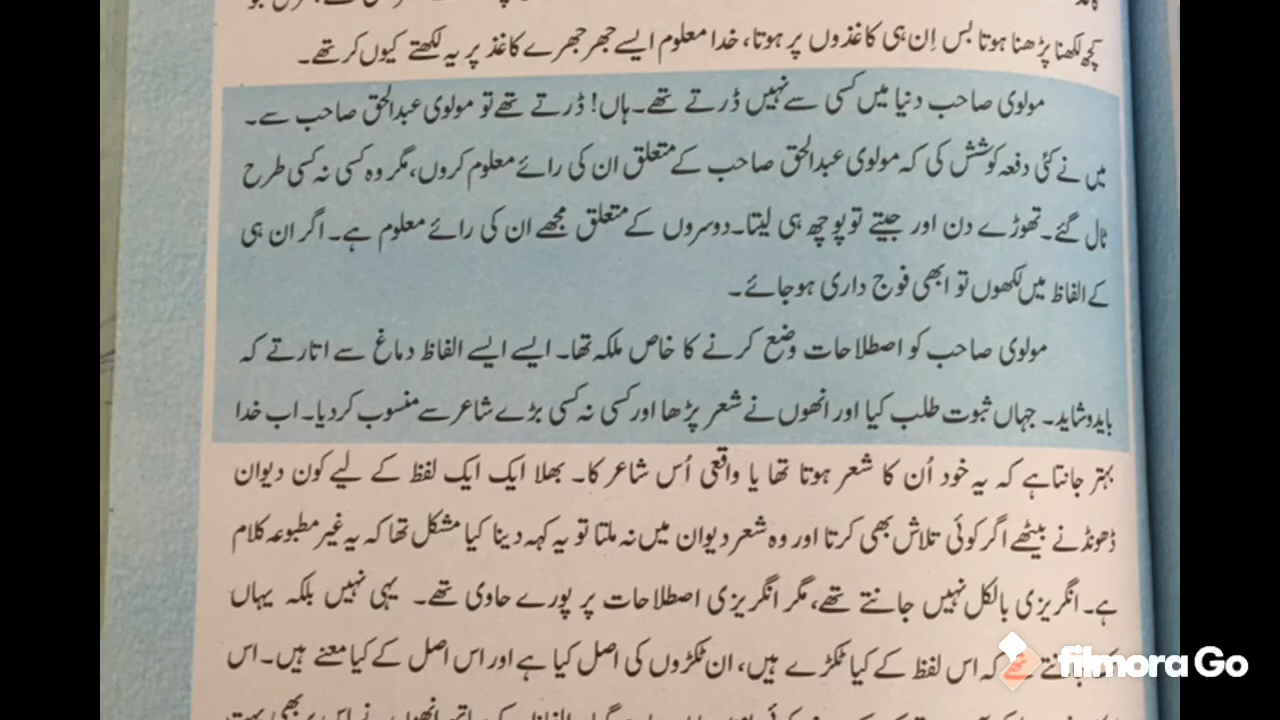 کچھ لکھنا پڑھنا ہوتا بس اِن ہی کاغذوں پر ہوتا، خدا معلوم ایسے جھر جھرے کاغذ پر یہ لکھتے کیوں کر تھے۔
مولوی صاحب دنیا میں کسی سے نہیں ڈرتے تھے۔ ہاں! ڈرتے تھے تو مولوی عبدالحق صاحب سے۔
میں نے کئی دفعہ کوشش کی کہ مولوی عبدالحق صاحب کے متعلق ان کی رائے معلوم کروں، مگر وہ کسی نہ کسی طرح
ٹال گئے۔ تھوڑے دن اور جیتے تو پوچھ ہی لیتا۔ دوسروں کے متعلق مجھے ان کی رائے معلوم ہے۔ اگر ان ہی
کے الفاظ میں لکھوں تو ابھی فوج داری ہوجائے۔
مولوی صاحب کو اصطلاحات وضع کرنے کا خاص ملکہ تھا۔ ایسے ایسے الفاظ دماغ سے اتارتے کہ
بایدوشاید۔ جہاں ثبوت طلب کیا اور انھوں نے شعر پڑھا اور کسی نہ کسی بڑے شاعر سے منسوب کردیا۔ اب خدا
بہتر جانتا ہے کہ یہ خود اُن کا شعر ہوتا تھا یا واقعی اُس شاعر کا۔ بھلا ایک ایک لفظ کے لیے کون دیوان
ڈھونڈنے بیٹھے اگر کوئی تلاش بھی کرتا اور وہ شعر دیوان میں نہ ملتا تو یہ کہہ دینا کیا مشکل تھا کہ یہ غیر مطبوعہ کلام
ہے۔ انگریزی بالکل نہیں جانتے تھے، مگر انگریزی اصطلاحات پر پورے حاوی تھے۔ یہی نہیں بلکہ یہاں
کہ اس لفظ کے کیا ٹکڑے ہیں، ان ٹکڑوں کی اصل کیا ہے اور اس اصل کے کیا معنے ہیں۔ اس
filmora Go